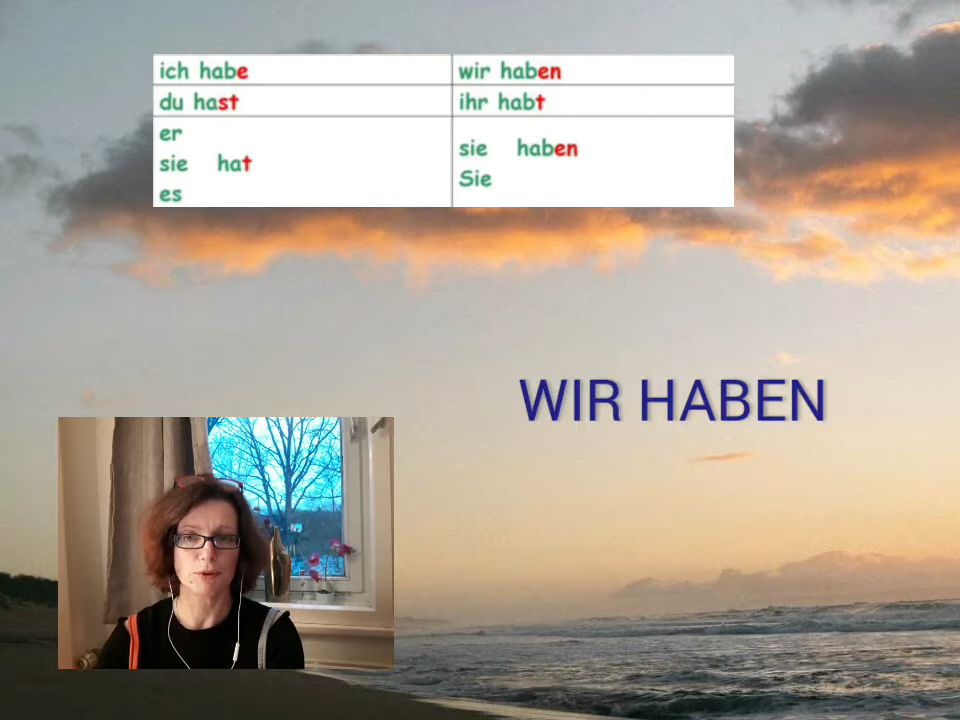 ich habe
wir haben
du hast
ihr habt
er
sie hat
es
sie haben
Sie
WIR HABEN